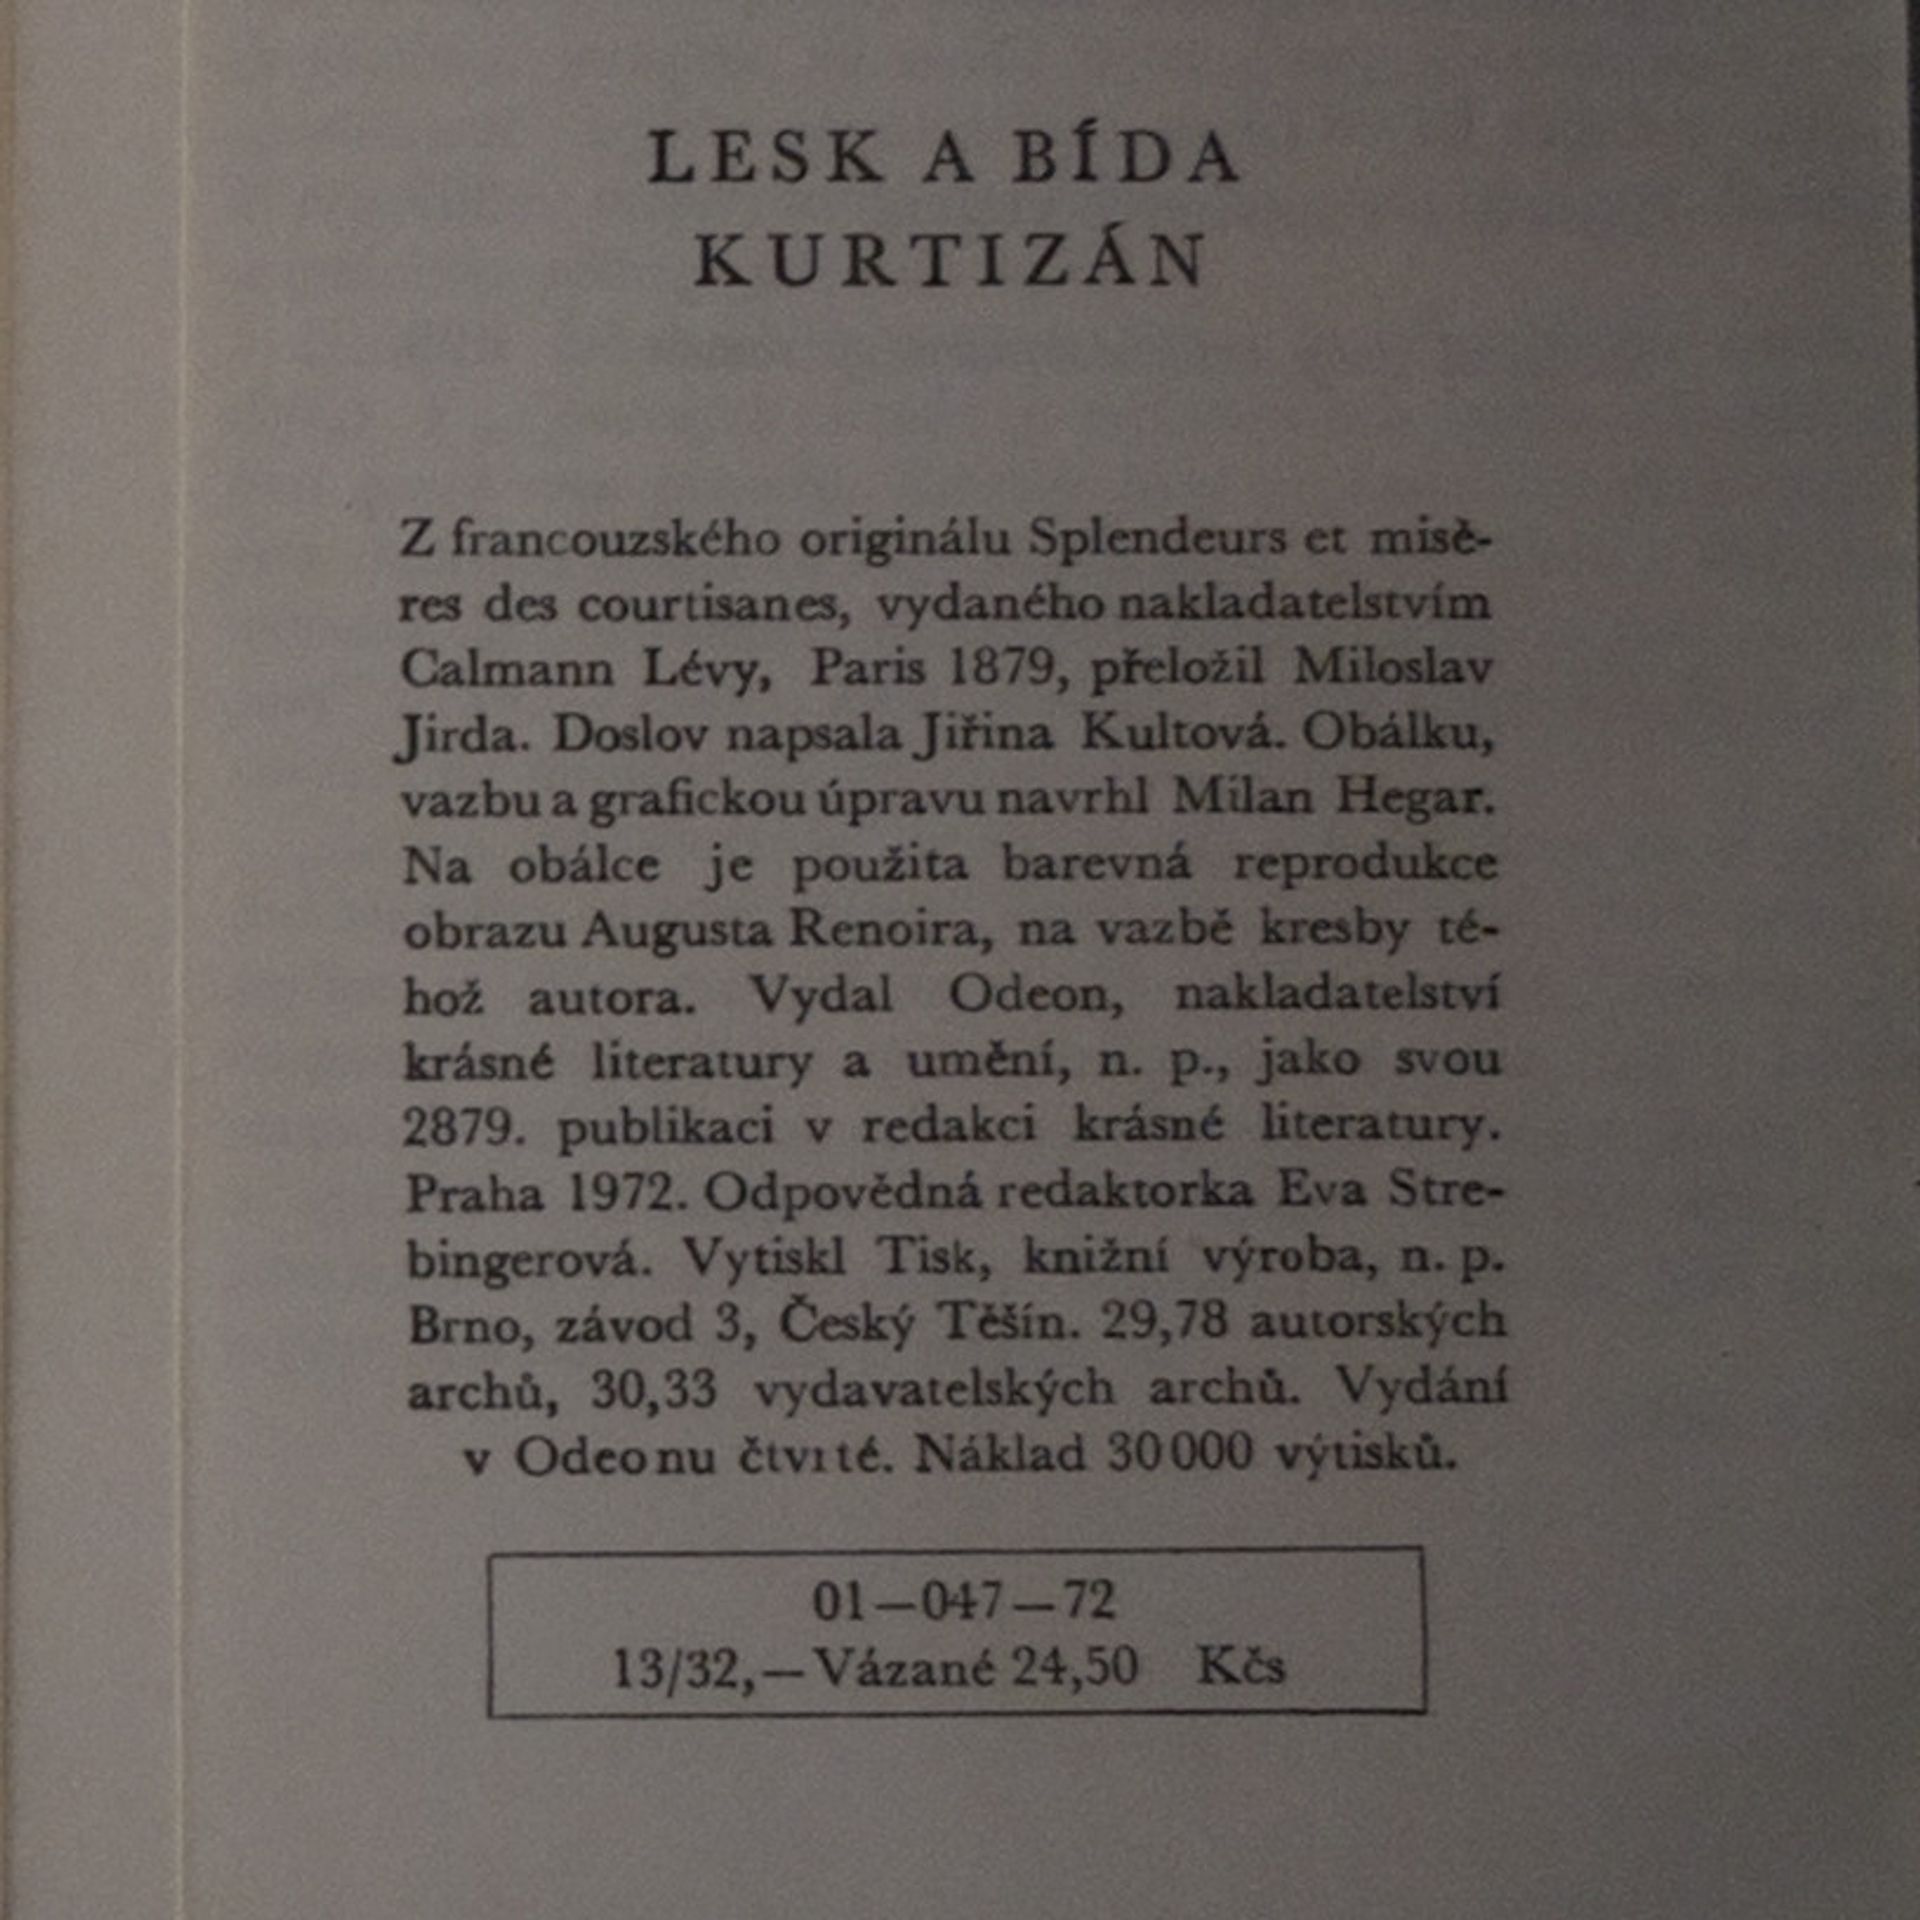 LESK A BÍDA
KURTIZÁN
Z francouzského originálu Splendeurs et misè-
res des courtisanes, vydaného nakladatelstvím
Calmann Lévy, Paris 1879, přeložil Miloslav
Jirda. Doslov napsala Jiřina Kultová. Obálku,
vazbu a grafickou úpravu navrhl Milan Hegar.
Na obálce je použita barevná reprodukce
obrazu Augusta Renoira, na vazbě kresby té-
hož autora. Vydal Odeon, nakladatelství
krásné literatury a umění, n. p., jako svou
2879. publikaci v redakci krásné literatury.
Praha 1972. Odpovědná redaktorka Eva Stre-
bingerová. Vytiskl Tisk, knižní výroba, n. p.
Brno, závod 3, Český Těšín. 29,78 autorských
archů, 30,33 vydavatelských archů. Vydání
v Odeonu čtvrté. Náklad 30 000 výtisků.
01—047—72
13/32,— Vázané 24,50 Kčs